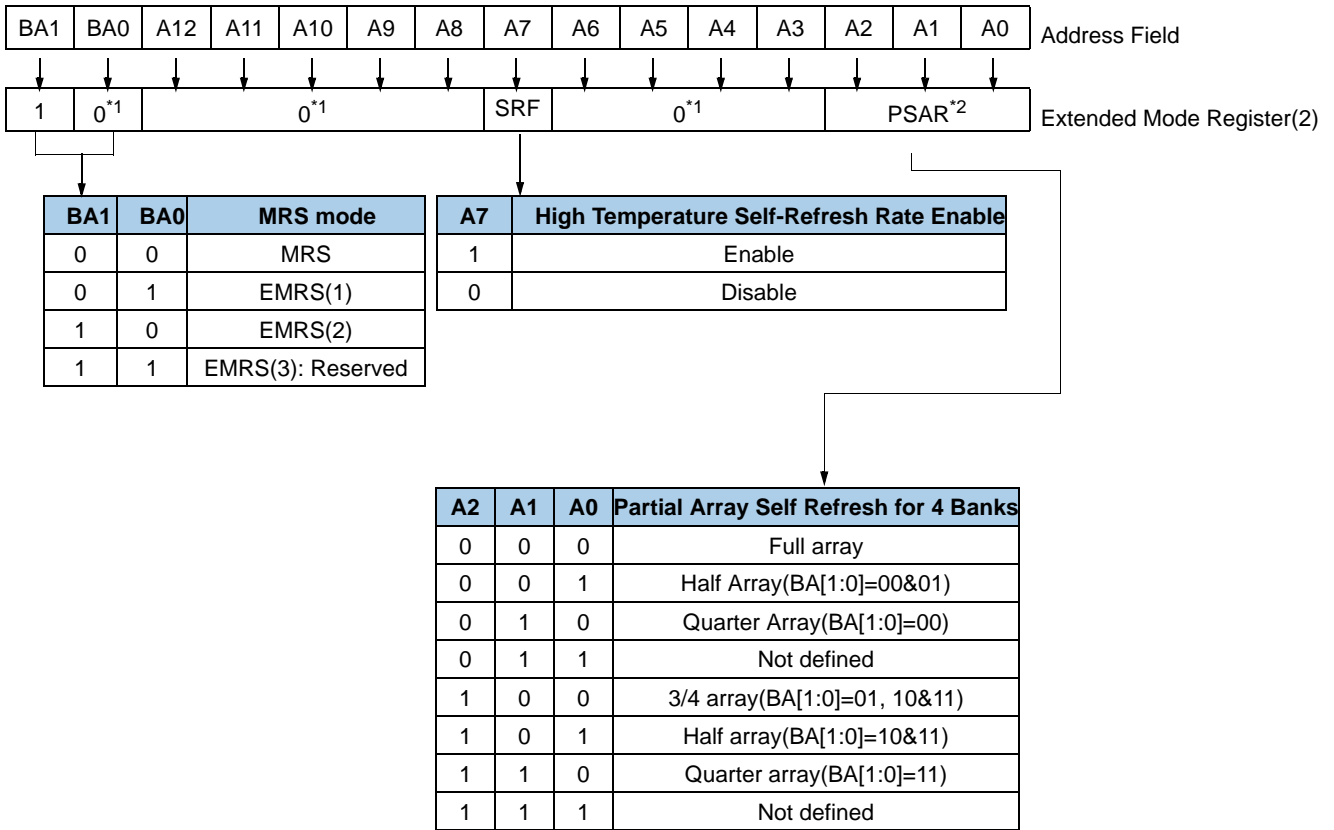 BA1 BA0 A12 A11 A10 A9 A8 A7 A6 A5 A4 A3 A2 A1 A0 Address Field
1 0*1 0*1 SRF 0*1 PSAR*2 Extended Mode Register(2)
BA1 BA0 MRS mode
0 0 MRS
0 1 EMRS(1)
1 0 EMRS(2)
1 1 EMRS(3): Reserved
A7 High Temperature Self-Refresh Rate Enable
1 Enable
0 Disable
A2 A1 A0 Partial Array Self Refresh for 4 Banks
0 0 0 Full array
0 0 1 Half Array(BA[1:0]=00&01)
0 1 0 Quarter Array(BA[1:0]=00)
0 1 1 Not defined
1 0 0 3/4 array(BA[1:0]=01, 10&11)
1 0 1 Half array(BA[1:0]=10&11)
1 1 0 Quarter array(BA[1:0]=11)
1 1 1 Not defined